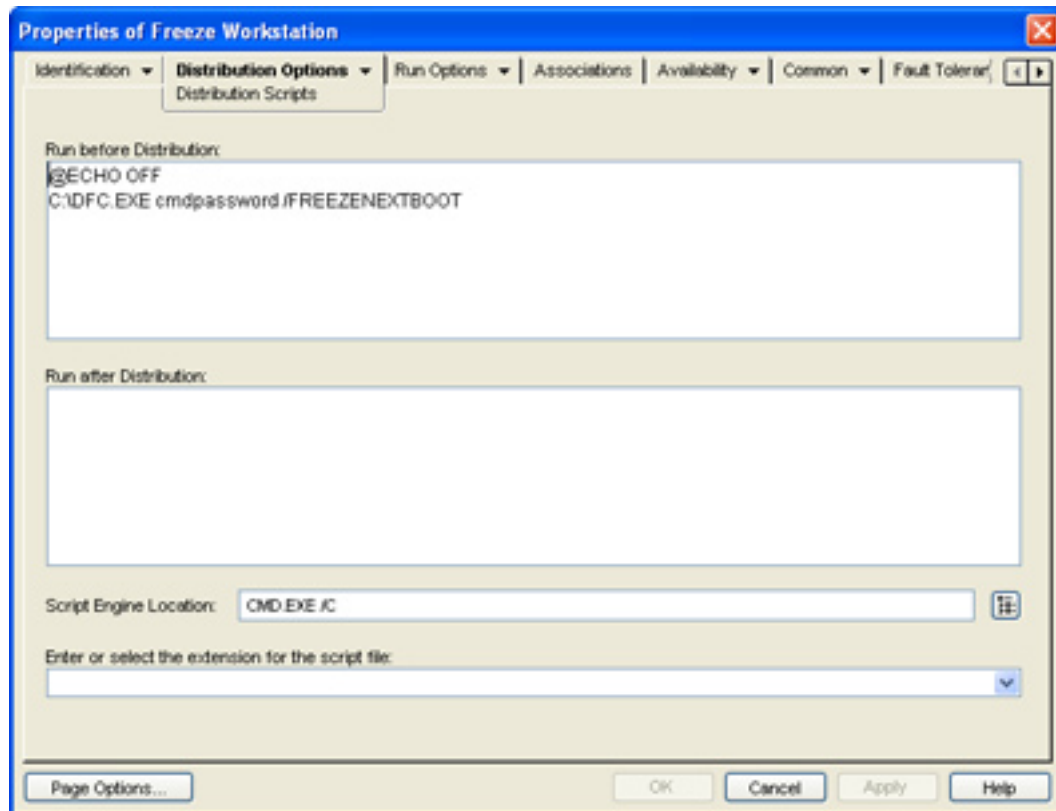 Properties of Freeze Workstation
Identification Distribution Options Run Options Associations Availability Common Fault Toleran
Distribution Scripts
Run before Distribution:
@ECHO OFF
C:\DFC.EXE cmdpassword /FREEZENEXTBOOT
Run after Distribution:
Script Engine Location: CMD.EXE /C
Enter or select the extension for the script file:
Page Options... OK Cancel Apply Help